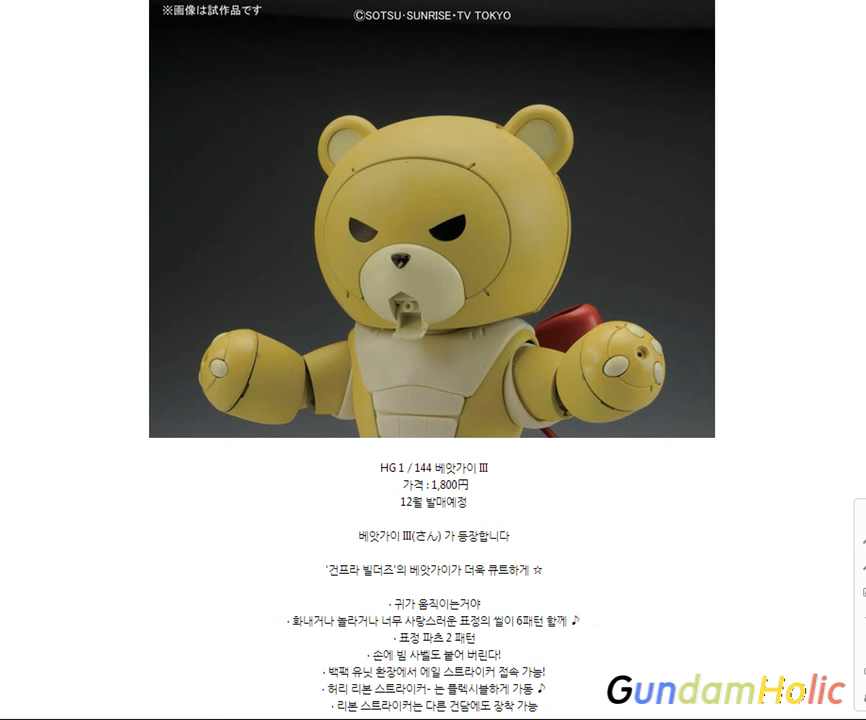 ※画像は試作品です
©SOTSU・SUNRISE・TV TOKYO
HG 1 / 144 베앗가이 III
가격 : 1,800円
12월 발매예정
베앗가이 III(さん) 가 등장합니다
'건프라 빌더즈'의 베앗가이가 더욱 큐트하게 ☆
· 귀가 움직이는거야
· 화내거나 놀라거나 너무 사랑스러운 표정의 씰이 6패턴 함께 ♪
· 표정 파츠 2 패턴
· 손에 빔 사벨도 붙어 버린다!
· 백팩 유닛 환장에서 에일 스트라이커 접속 가능!
· 허리 리본 스트라이커- 는 플렉시블하게 가동 ♪
· 리본 스트라이커는 다른 건담에도 장착 가능
GundamHolic